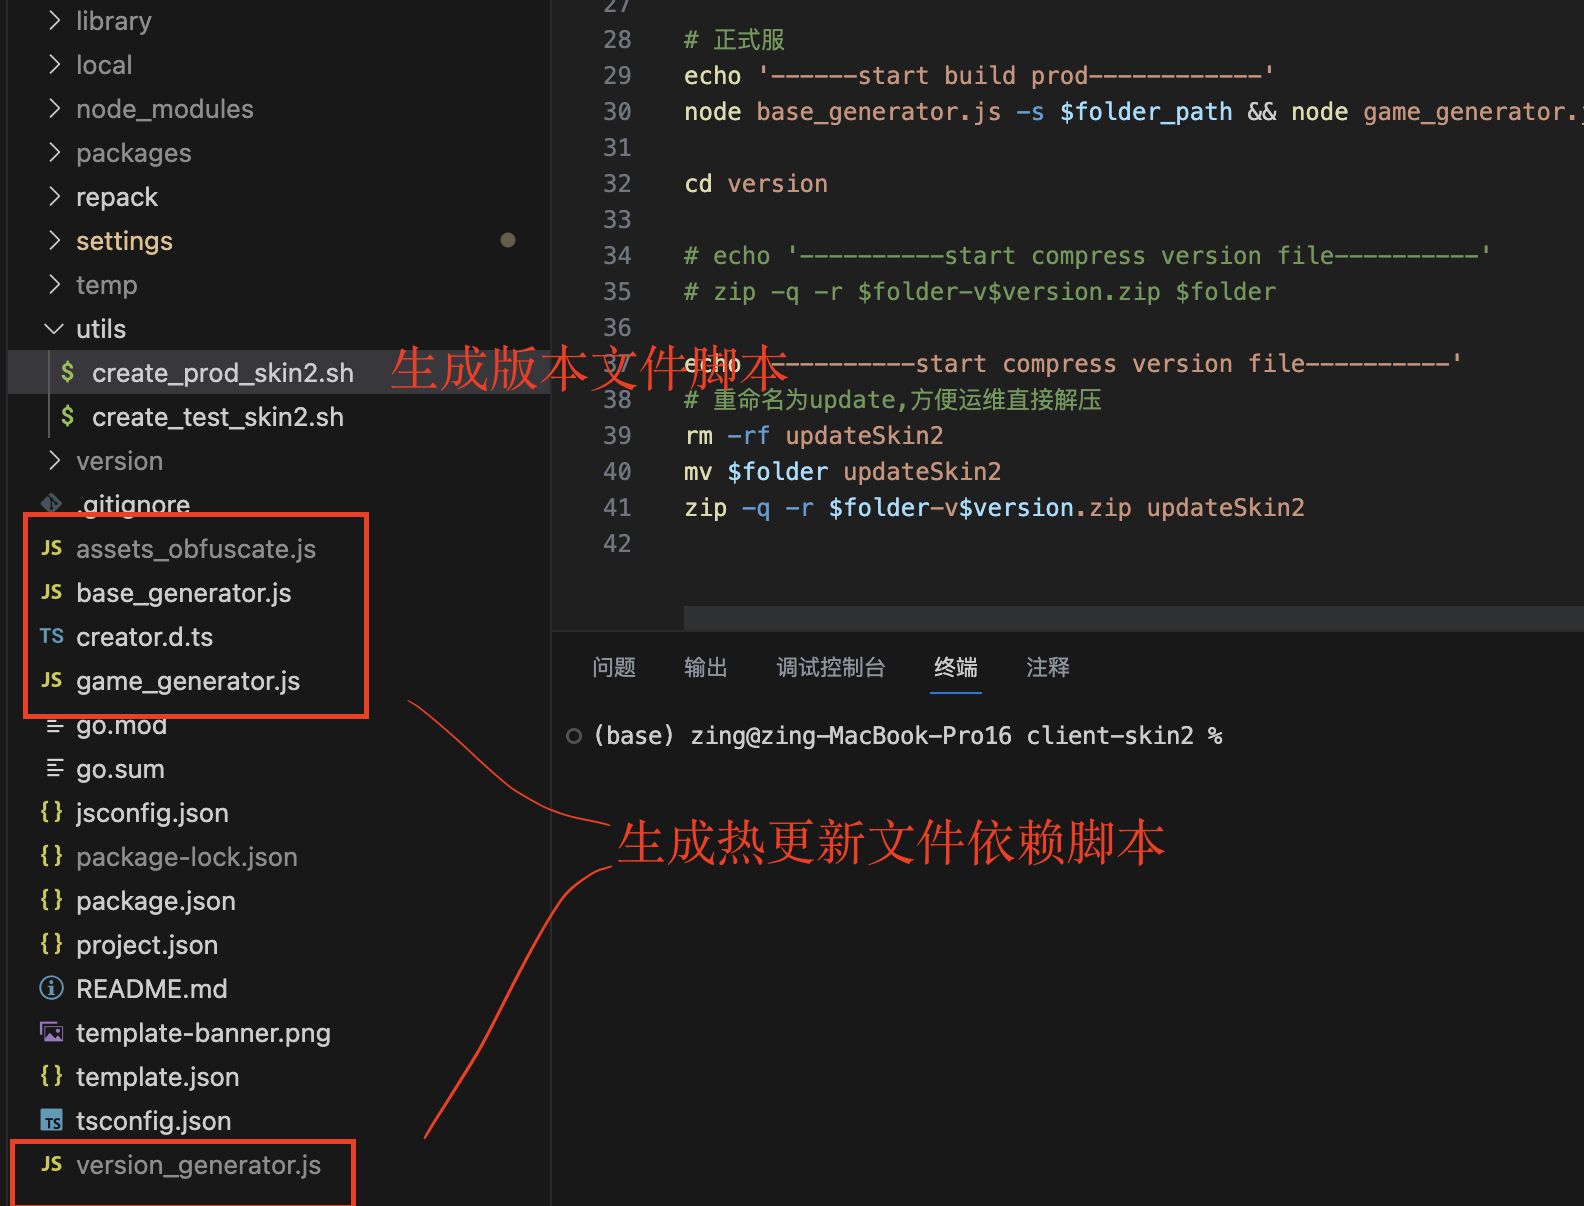 library
local
node_modules
packages
repack
settings
temp
utils
create_prod_skin2.sh
生成版本文件脚本
create_test_skin2.sh
version
.gitignore
JS assets_obfuscate.js
JS base_generator.js
TS creator.d.ts
JS game_generator.js
go.mod
go.sum
{} jsconfig.json
{} package-lock.json
{} package.json
{} project.json
README.md
template-banner.png
{} template.json
TS tsconfig.json
JS version_generator.js
27
28 # 正式服
29 echo '------start build prod------------'
30 node base_generator.js -s $folder_path && node game_generator.j
31
32 cd version
33
34 # echo '----------start compress version file----------'
35 # zip -q -r $folder-v$version.zip $folder
36
37 echo '----------start compress version file----------'
38 # 重命名为update,方便运维直接解压
39 rm -rf updateSkin2
40 mv $folder updateSkin2
41 zip -q -r $folder-v$version.zip updateSkin2
42
问题 输出 调试控制台 终端 注释
(base) zing@zing-MacBook-Pro16 client-skin2 %
生成热更新文件依赖脚本